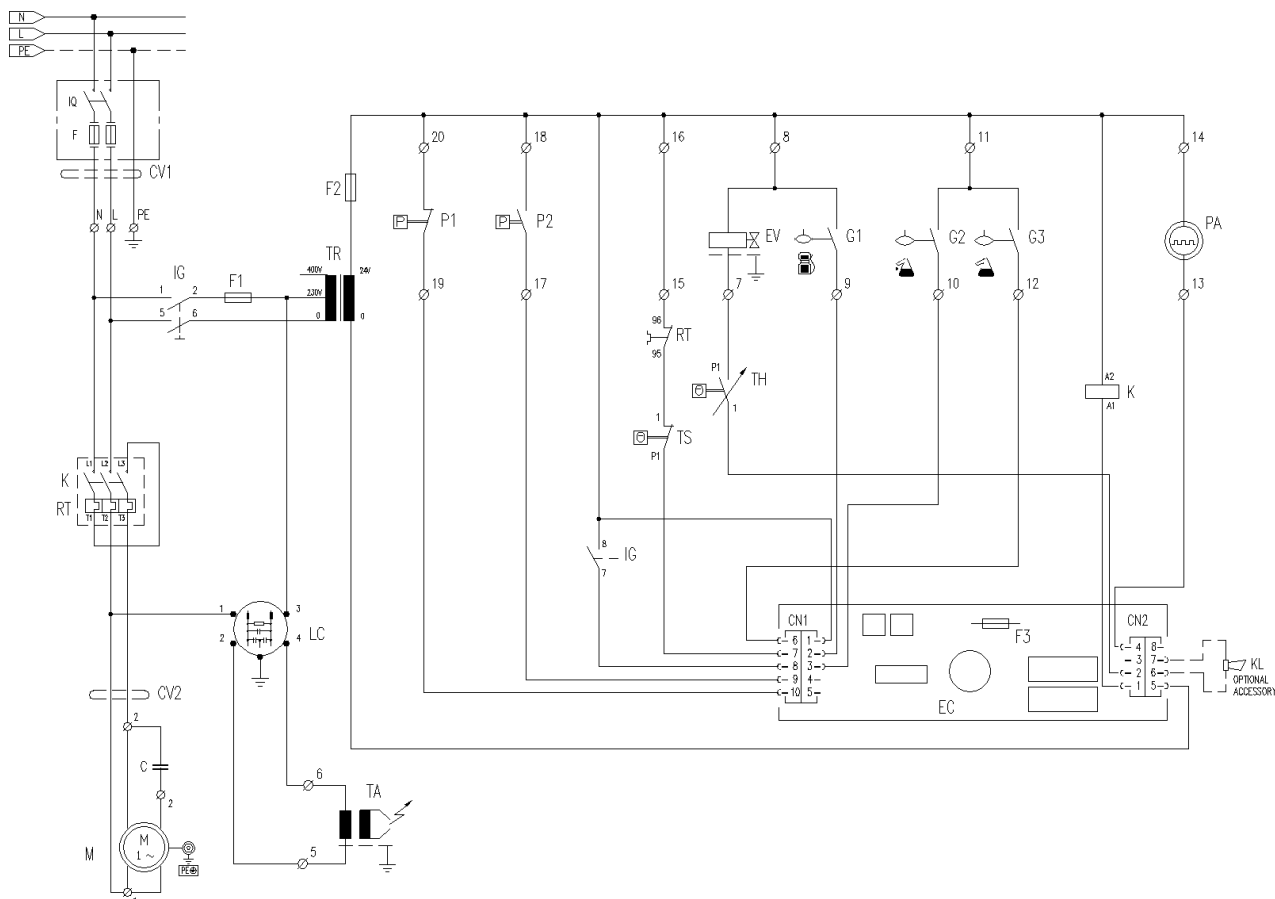 N
L
PE
IQ
F
CV1
N L PE
20
18
16
8
11
14
F2
P P1
P P2
EV
G1
G2
G3
PA
IG
F1
TR
400V
24V
1 2
230V
5 6
0
0
19
17
15
7
9
10
12
13
96
RT
95
P1
TH
1
1
TS
P1
A2
K
A1
L1 L2 L3
K
RT
T1 T2 T3
8
IG
7
1
3
2
4
LC
CN1
6 1
7 2
8 3
9 4
10 5
F3
EC
CN2
4 8
3 7
2 6
1 5
KL
OPTIONAL
ACCESSORY
CV2
2
C
2
6
TA
5
M
M
1~
PE